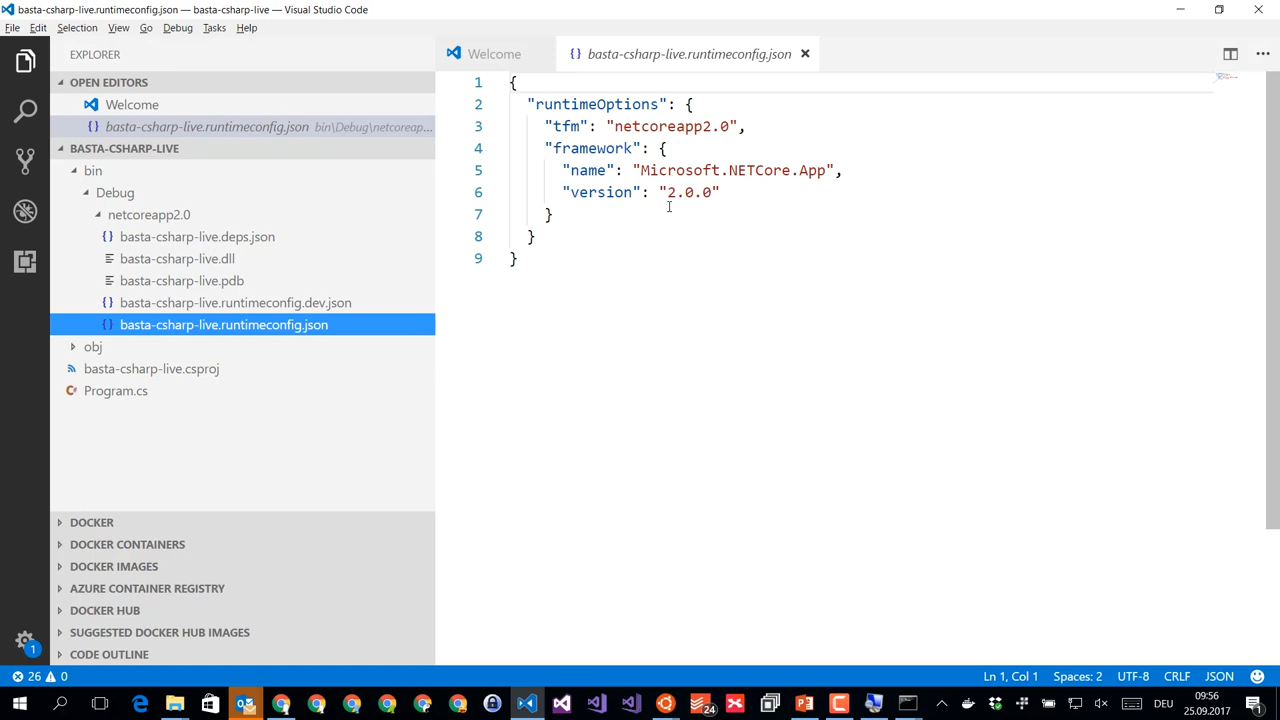 basta-csharp-live.runtimeconfig.json — basta-csharp-live — Visual Studio Code
File Edit Selection View Go Debug Tasks Help
EXPLORER
OPEN EDITORS
Welcome
basta-csharp-live.runtimeconfig.json bin\Debug\netcoreap...
BASTA-CSHARP-LIVE
bin
Debug
netcoreapp2.0
basta-csharp-live.deps.json
basta-csharp-live.dll
basta-csharp-live.pdb
basta-csharp-live.runtimeconfig.dev.json
basta-csharp-live.runtimeconfig.json
obj
basta-csharp-live.csproj
Program.cs
DOCKER
DOCKER CONTAINERS
DOCKER IMAGES
AZURE CONTAINER REGISTRY
DOCKER HUB
SUGGESTED DOCKER HUB IMAGES
CODE OUTLINE
1
Welcome
basta-csharp-live.runtimeconfig.json
1 {
2 "runtimeOptions": {
3 "tfm": "netcoreapp2.0",
4 "framework": {
5 "name": "Microsoft.NETCore.App",
6 "version": "2.0.0"
7 }
8 }
9 }
26 0
Ln 1, Col 1 Spaces: 2 UTF-8 CRLF JSON
24
DEU
09:56
25.09.2017
1